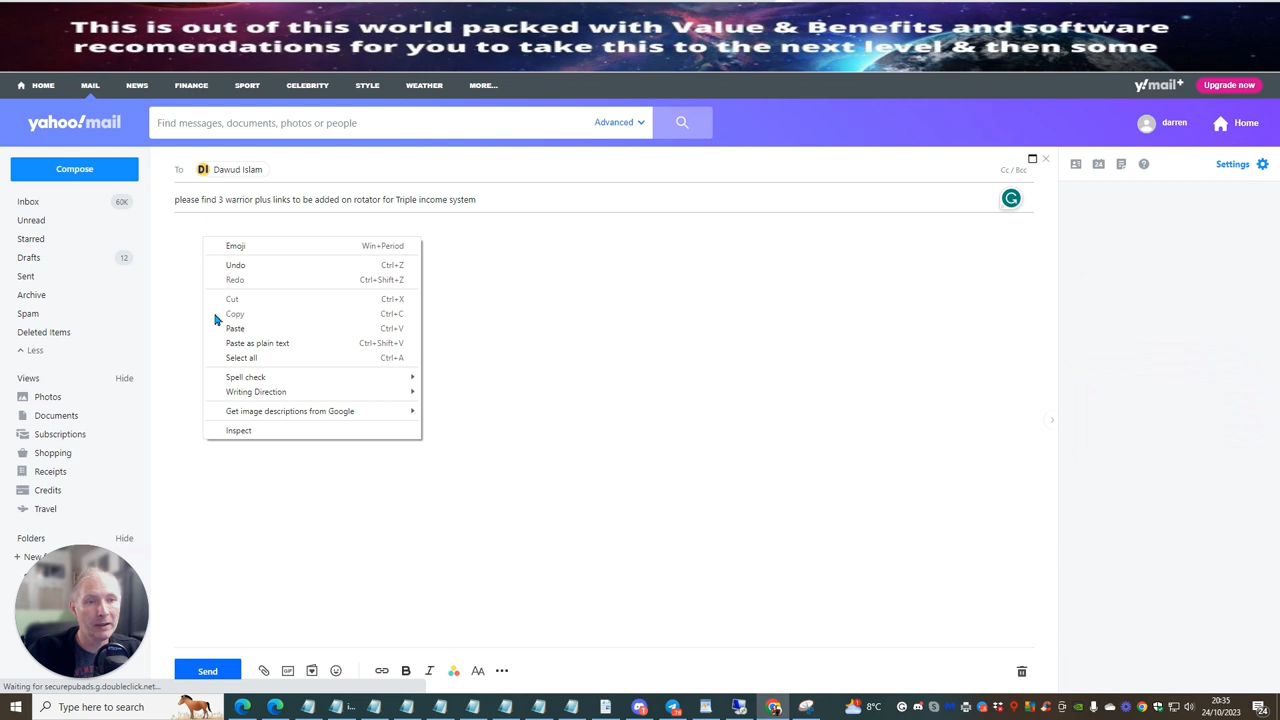 This is out of this world packed with Value & Benefits and software
recomendations for you to take this to the next level & then some
HOME MAIL NEWS FINANCE SPORT CELEBRITY STYLE WEATHER MORE... y!mail+ Upgrade now
yahoo!mail Find messages, documents, photos or people Advanced darren Home
Compose To DI Dawud Islam Cc / Bcc Settings
Inbox 60K please find 3 warrior plus links to be added on rotator for Triple income system
Unread
Starred
Drafts 12
Sent
Archive
Spam
Deleted Items
Less
Views Hide
Photos
Documents
Subscriptions
Shopping
Receipts
Credits
Travel
Folders Hide
+ New
Emoji Win+Period
Undo Ctrl+Z
Redo Ctrl+Shift+Z
Cut Ctrl+X
Copy Ctrl+C
Paste Ctrl+V
Paste as plain text Ctrl+Shift+V
Select all Ctrl+A
Spell check
Writing Direction
Get image descriptions from Google
Inspect
Send GIF B I AA
Waiting for securepubads.g.doubleclick.net...
Type here to search 8°C 20:35
24/10/2023